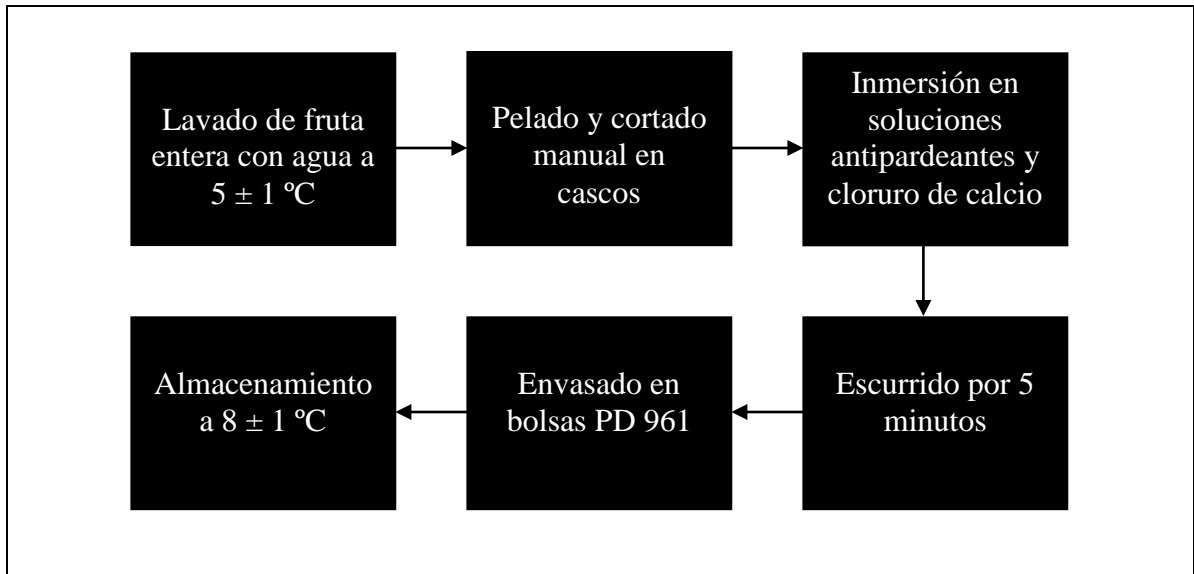 Lavado de fruta
entera con agua a
5 ± 1 ºC
Pelado y cortado
manual en
cascos
Inmersión en
soluciones
antipardeantes y
cloruro de calcio
Escurrido por 5
minutos
Envasado en
bolsas PD 961
Almacenamiento
a 8 ± 1 ºC